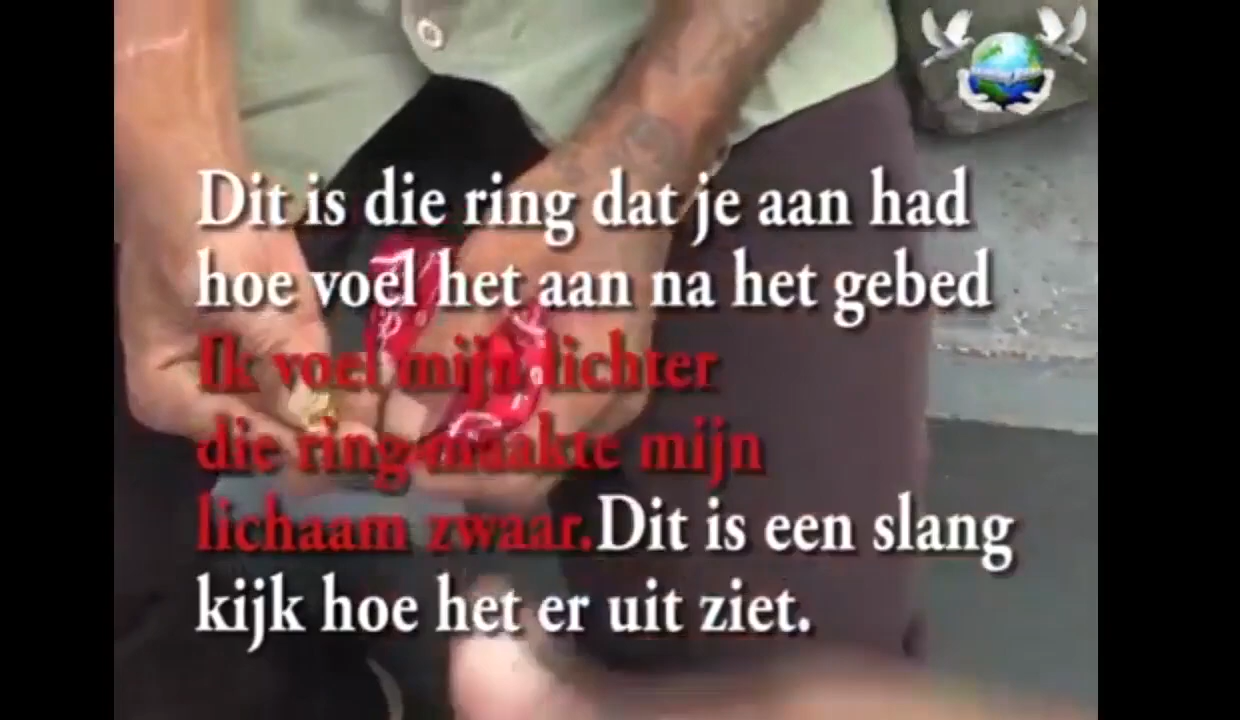 Dit is die ring dat je aan had
hoe voel het aan na het gebed
Ik voel mijn lichter
die ring maakte mijn
lichaam zwaar.Dit is een slang
kijk hoe het er uit ziet.